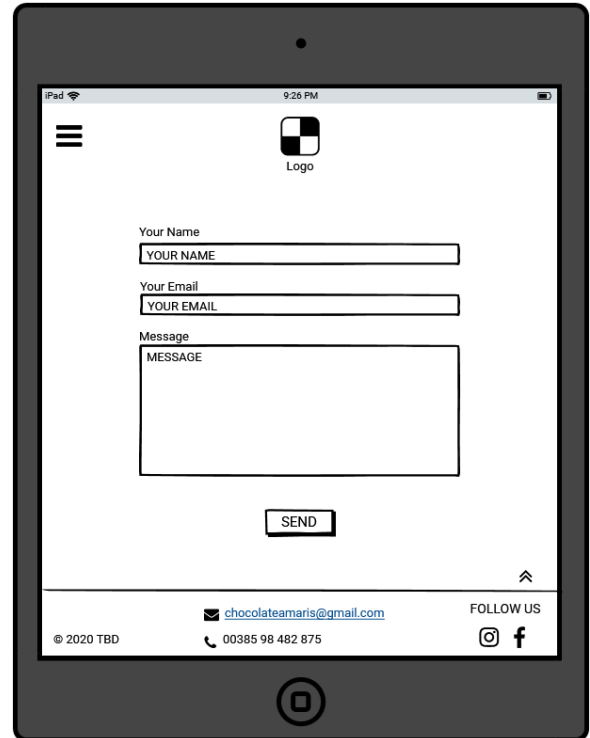 iPad 9:26 PM
Logo
Your Name
YOUR NAME
Your Email
YOUR EMAIL
Message
MESSAGE
SEND
chocolateamaris@gmail.com
FOLLOW US
© 2020 TBD
00385 98 482 875